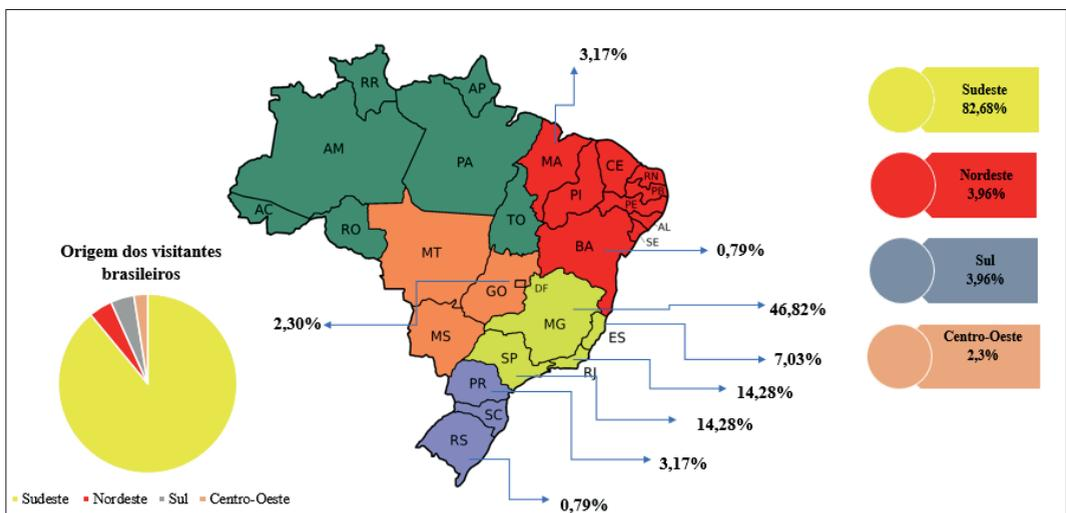 3,17%
RR
AP
AM
PA
MA
CE
RN
PB
PI
PE
AC
TO
AL
RO
SE
BA
0,79%
MT
GO
DF
2,30%
MG
46,82%
MS
ES
SP
7,03%
RJ
PR
14,28%
SC
14,28%
RS
3,17%
0,79%
Sudeste
82,68%
Nordeste
3,96%
Sul
3,96%
Centro-Oeste
2,3%
Origem dos visitantes
brasileiros
Sudeste Nordeste Sul Centro-Oeste